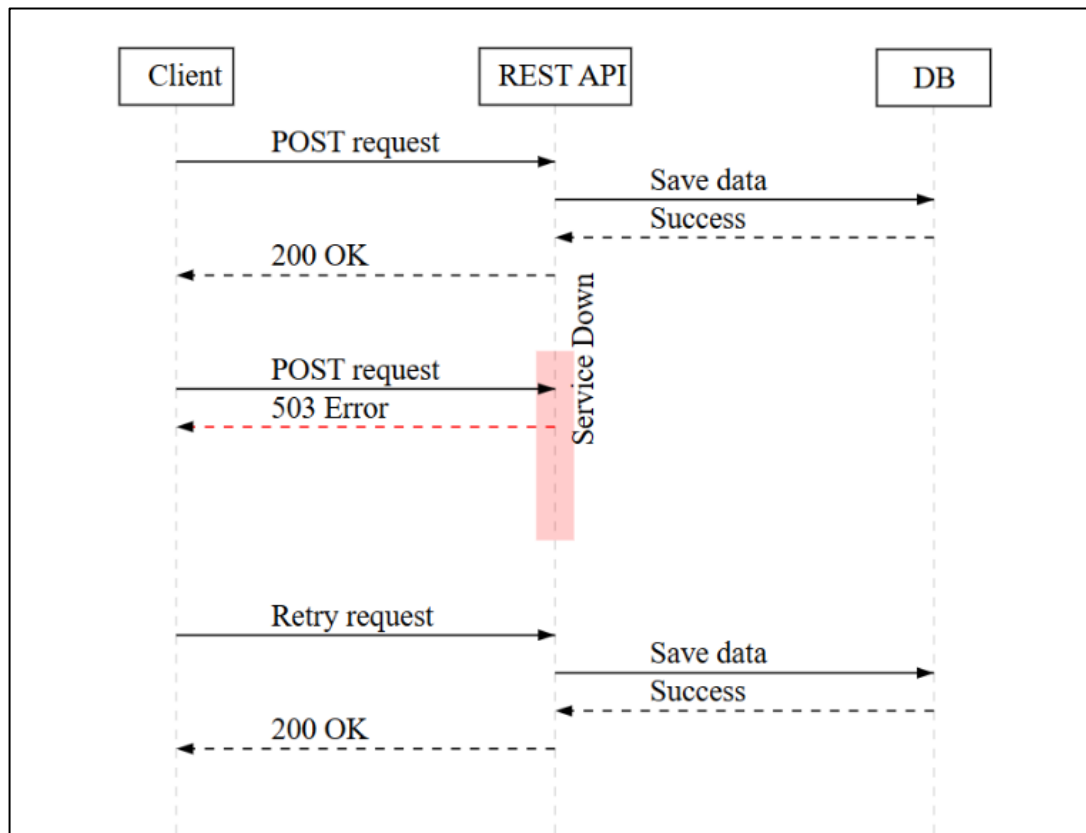 Client
REST API
DB
POST request
Save data
Success
200 OK
Service Down
POST request
503 Error
Retry request
Save data
Success
200 OK